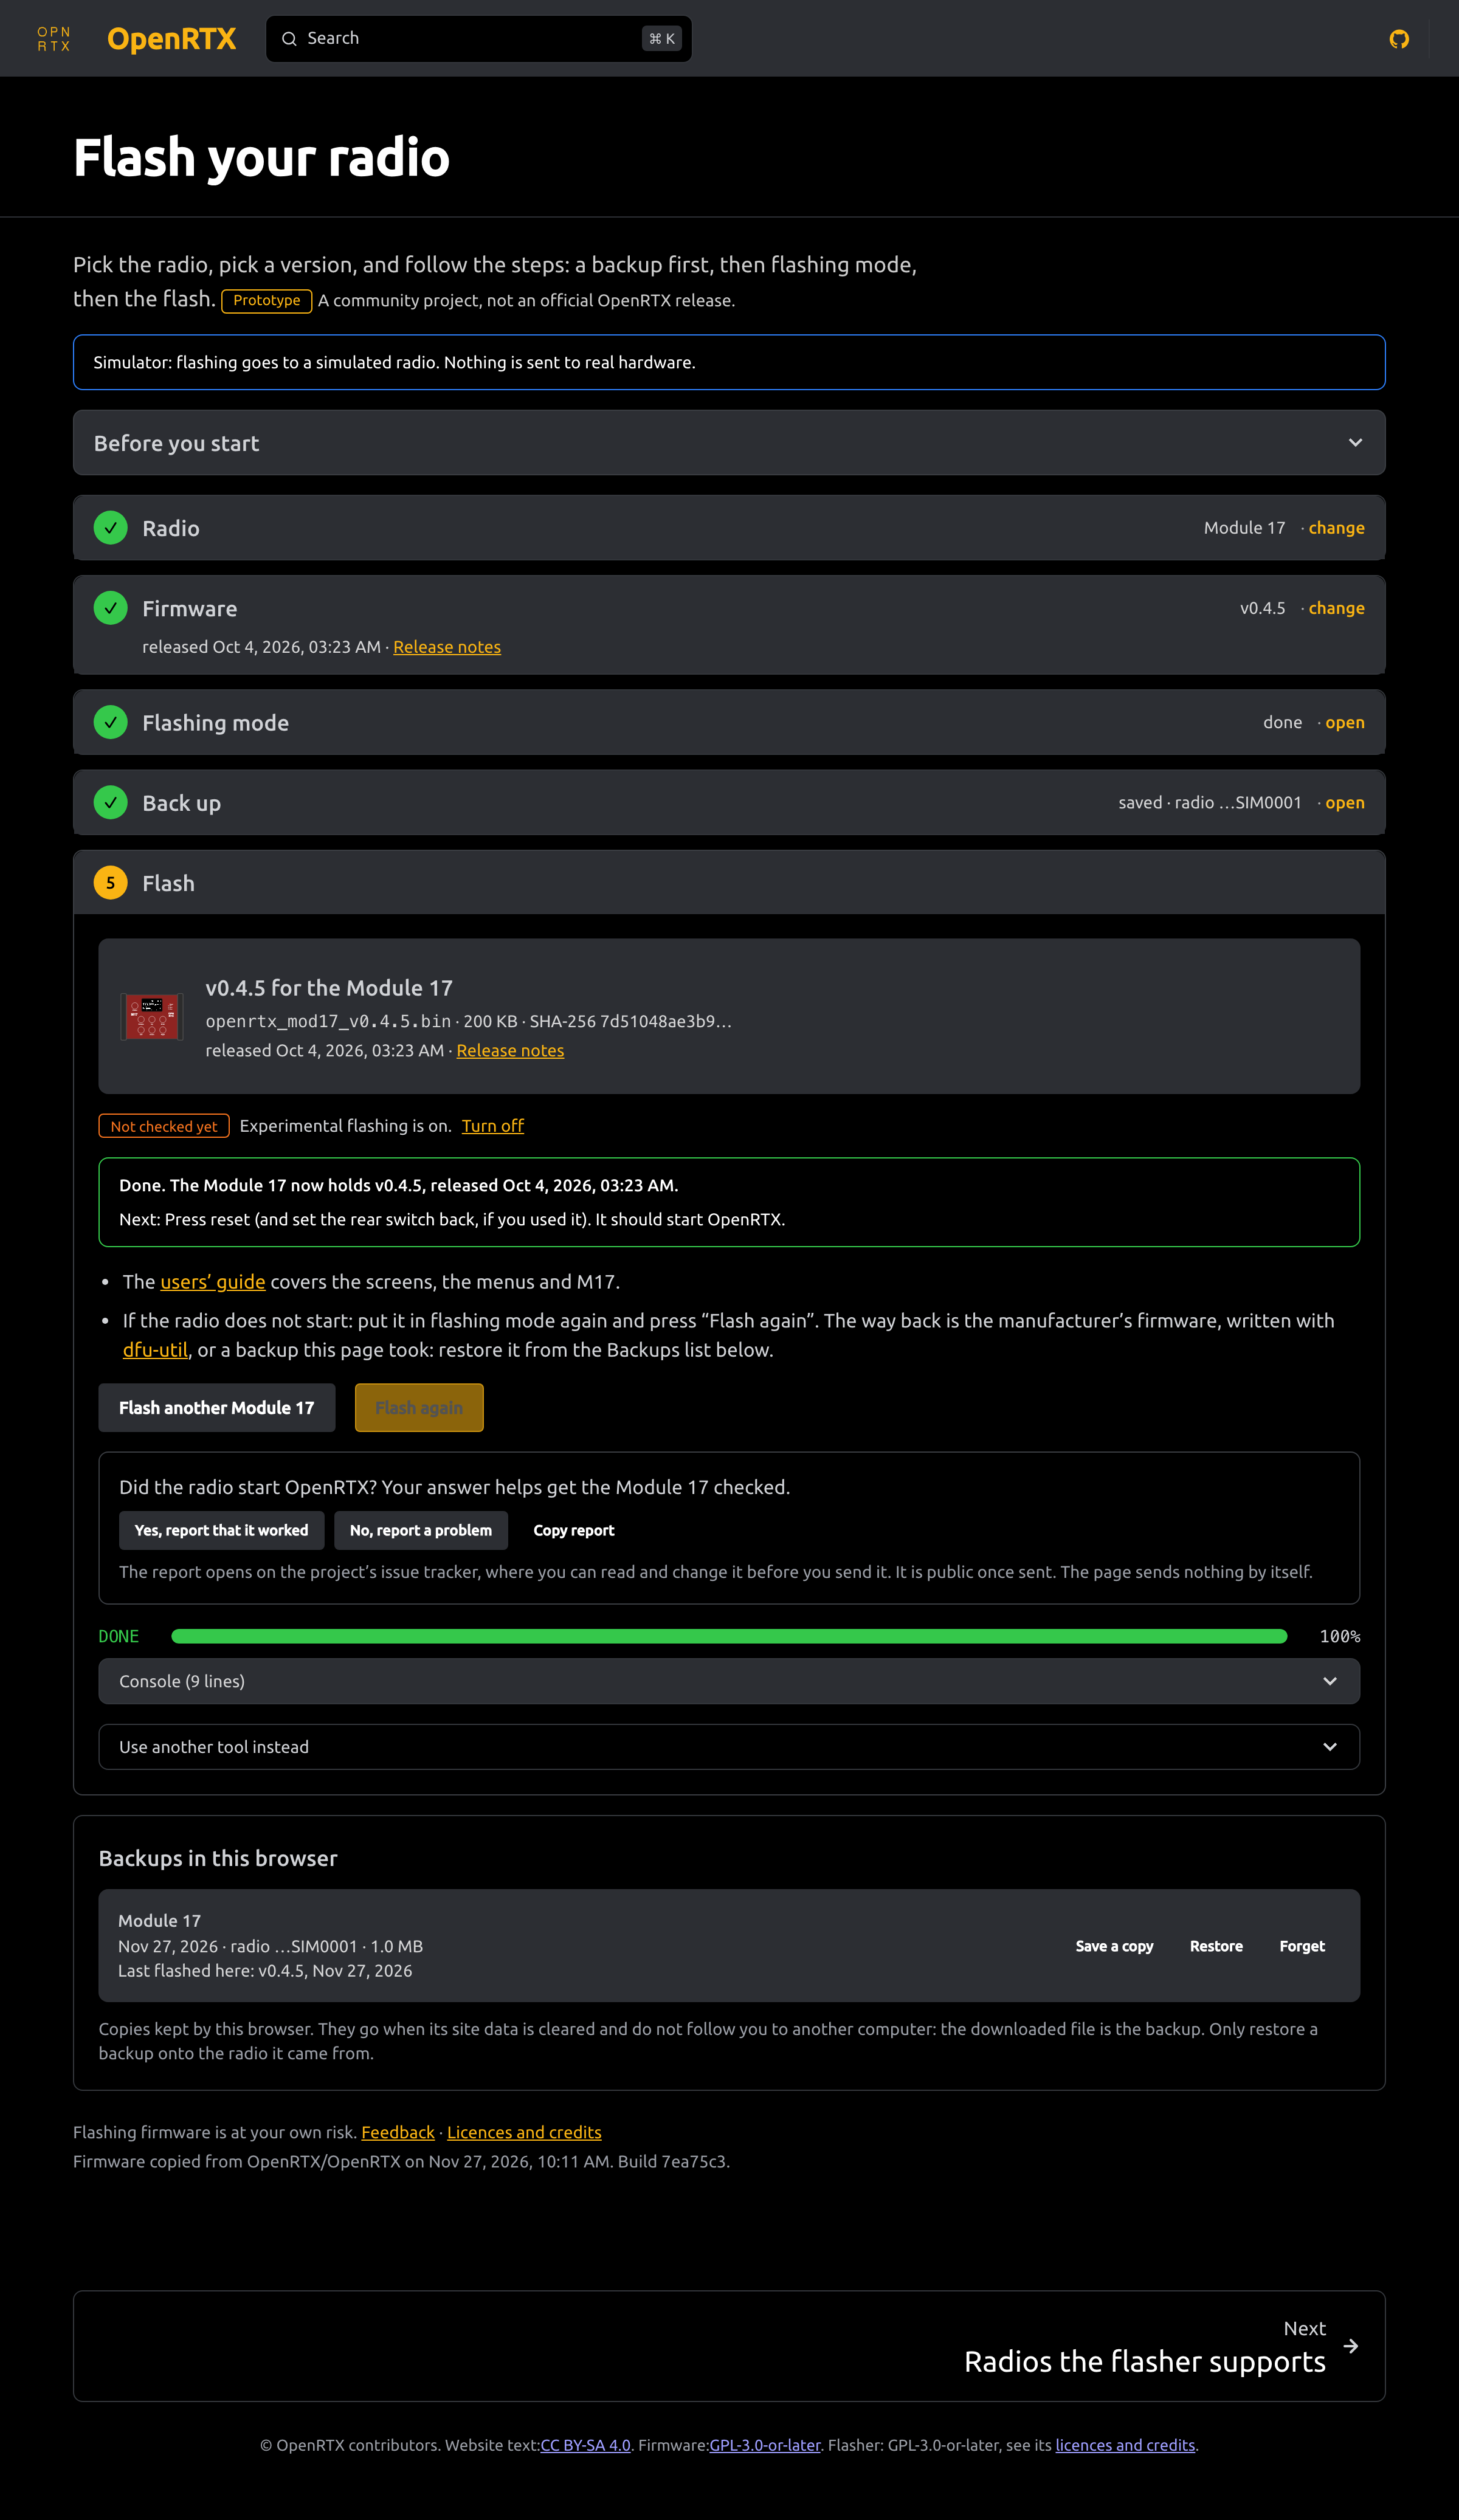 OPN
RTX
OpenRTX
Search
⌘ K
Flash your radio
Pick the radio, pick a version, and follow the steps: a backup first, then flashing mode,
then the flash. Prototype A community project, not an official OpenRTX release.
Simulator: flashing goes to a simulated radio. Nothing is sent to real hardware.
Before you start
Radio
Module 17 · change
Firmware
v0.4.5 · change
released Oct 4, 2026, 03:23 AM · Release notes
Flashing mode
done · open
Back up
saved · radio …SIM0001 · open
5 Flash
v0.4.5 for the Module 17
openrtx_mod17_v0.4.5.bin · 200 KB · SHA-256 7d51048ae3b9…
released Oct 4, 2026, 03:23 AM · Release notes
Not checked yet Experimental flashing is on. Turn off
Done. The Module 17 now holds v0.4.5, released Oct 4, 2026, 03:23 AM.
Next: Press reset (and set the rear switch back, if you used it). It should start OpenRTX.
• The users’ guide covers the screens, the menus and M17.
• If the radio does not start: put it in flashing mode again and press “Flash again”. The way back is the manufacturer’s firmware, written with
dfu-util, or a backup this page took: restore it from the Backups list below.
Flash another Module 17
Flash again
Did the radio start OpenRTX? Your answer helps get the Module 17 checked.
Yes, report that it worked
No, report a problem
Copy report
The report opens on the project’s issue tracker, where you can read and change it before you send it. It is public once sent. The page sends nothing by itself.
DONE
100%
Console (9 lines)
Use another tool instead
Backups in this browser
Module 17
Nov 27, 2026 · radio …SIM0001 · 1.0 MB
Last flashed here: v0.4.5, Nov 27, 2026
Save a copy
Restore
Forget
Copies kept by this browser. They go when its site data is cleared and do not follow you to another computer: the downloaded file is the backup. Only restore a
backup onto the radio it came from.
Flashing firmware is at your own risk. Feedback · Licences and credits
Firmware copied from OpenRTX/OpenRTX on Nov 27, 2026, 10:11 AM. Build 7ea75c3.
Next
Radios the flasher supports
© OpenRTX contributors. Website text:CC BY-SA 4.0. Firmware:GPL-3.0-or-later. Flasher: GPL-3.0-or-later, see its licences and credits.